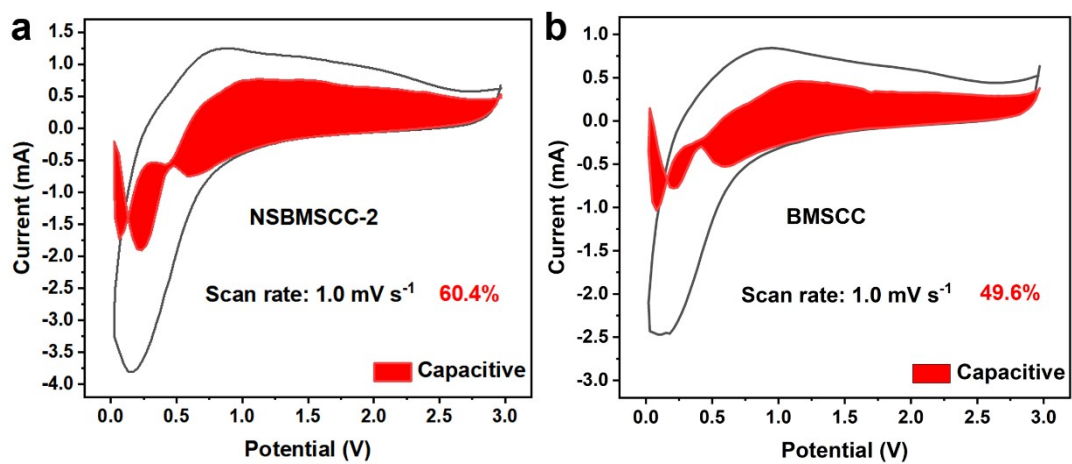 a
1.5
1.0
0.5
0.0
-0.5
-1.0
-1.5
-2.0
-2.5
-3.0
-3.5
-4.0
Current (mA)
NSBMSCC-2
Scan rate: 1.0 mV s⁻¹ 60.4%
Capacitive
0.0 0.5 1.0 1.5 2.0 2.5 3.0
Potential (V)
b
1.0
0.5
0.0
-0.5
-1.0
-1.5
-2.0
-2.5
-3.0
Current (mA)
BMSCC
Scan rate: 1.0 mV s⁻¹ 49.6%
Capacitive
0.0 0.5 1.0 1.5 2.0 2.5 3.0
Potential (V)